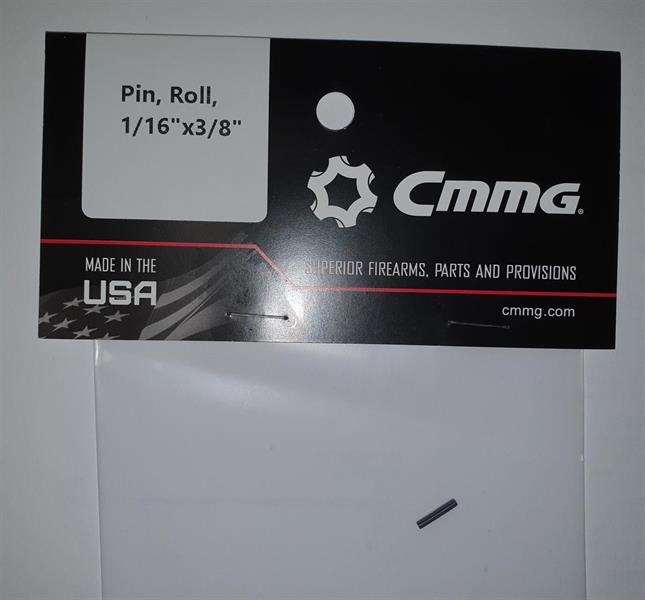 Pin, Roll,
1/16"x3/8"
CMMG®
MADE IN THE
USA
SUPERIOR FIREARMS, PARTS AND PROVISIONS
cmmg.com